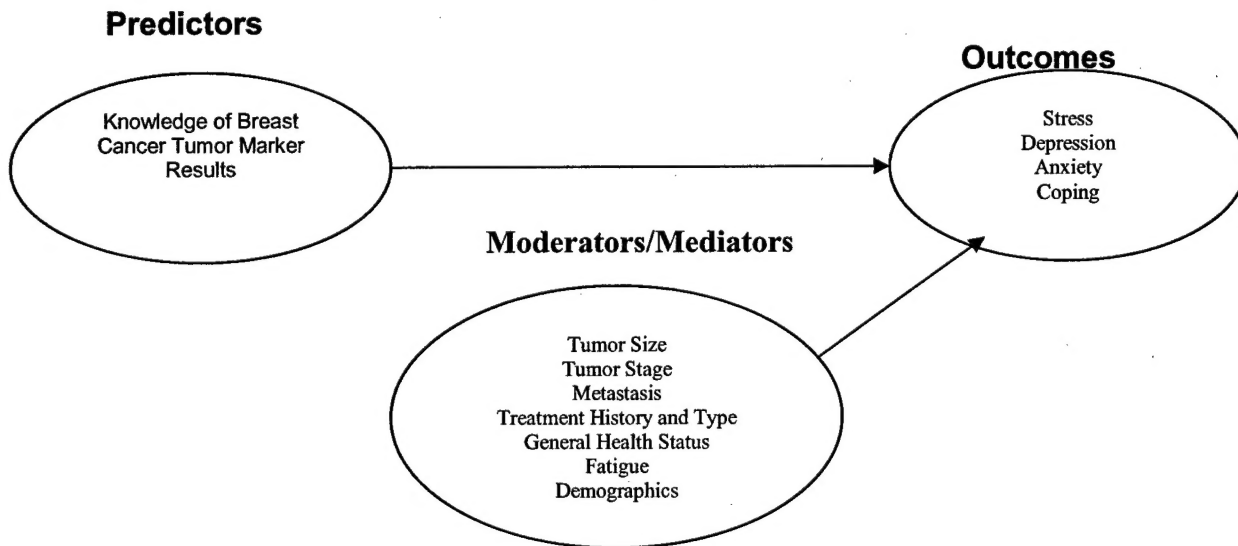 Predictors
Knowledge of Breast
Cancer Tumor Marker
Results
Outcomes
Stress
Depression
Anxiety
Coping
Moderators/Mediators
Tumor Size
Tumor Stage
Metastasis
Treatment History and Type
General Health Status
Fatigue
Demographics